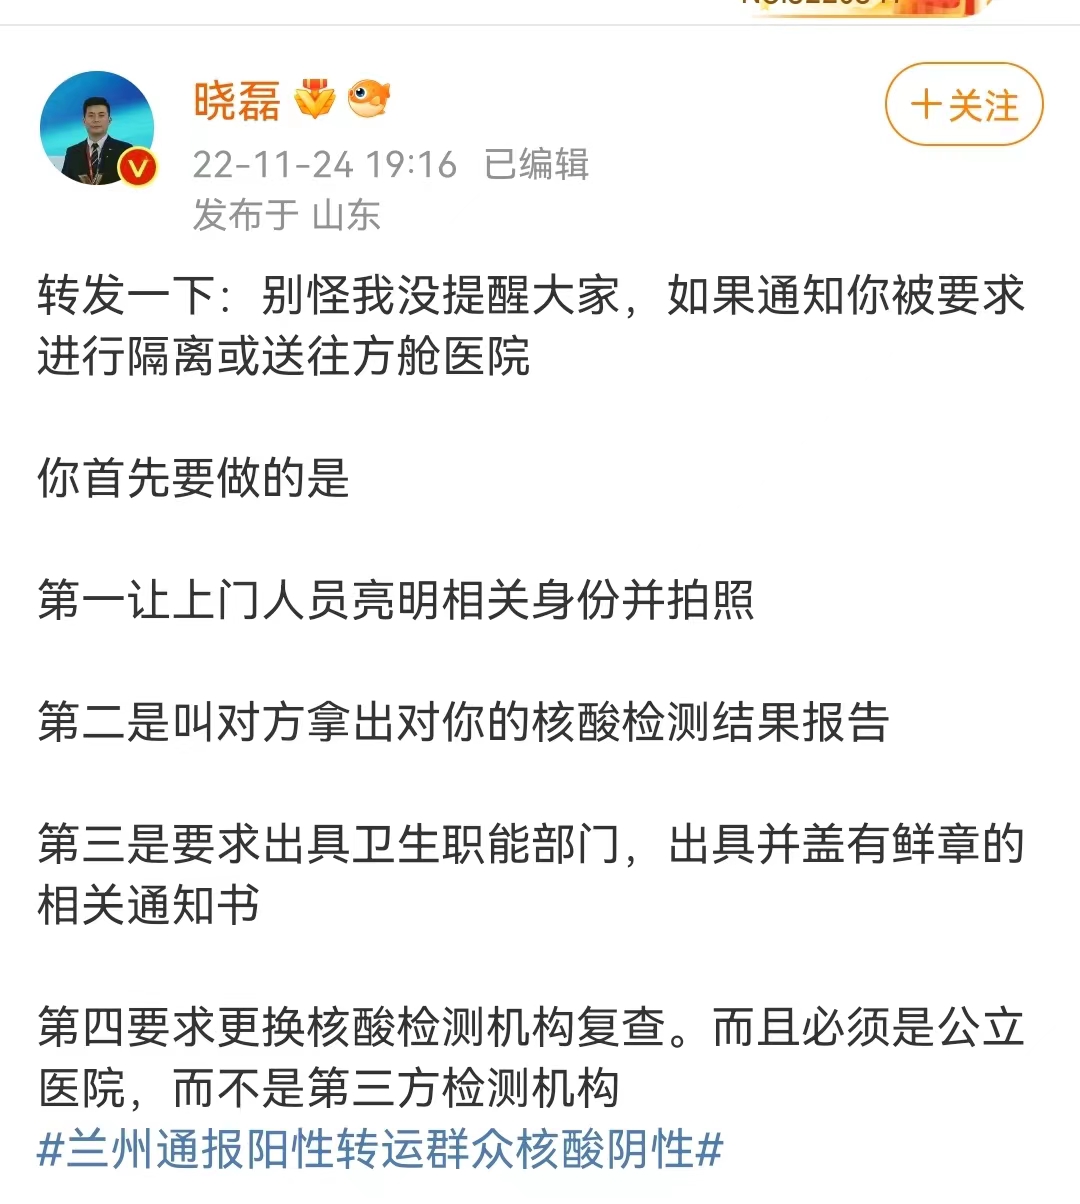 晓磊
+关注
22-11-24 19:16 已编辑
发布于 山东
转发一下：别怪我没提醒大家，如果通知你被要求
进行隔离或送往方舱医院
你首先要做的是
第一让上门人员亮明相关身份并拍照
第二是叫对方拿出对你的核酸检测结果报告
第三是要求出具卫生职能部门，出具并盖有鲜章的
相关通知书
第四要求更换核酸检测机构复查。而且必须是公立
医院，而不是第三方检测机构
#兰州通报阳性转运群众核酸阴性#